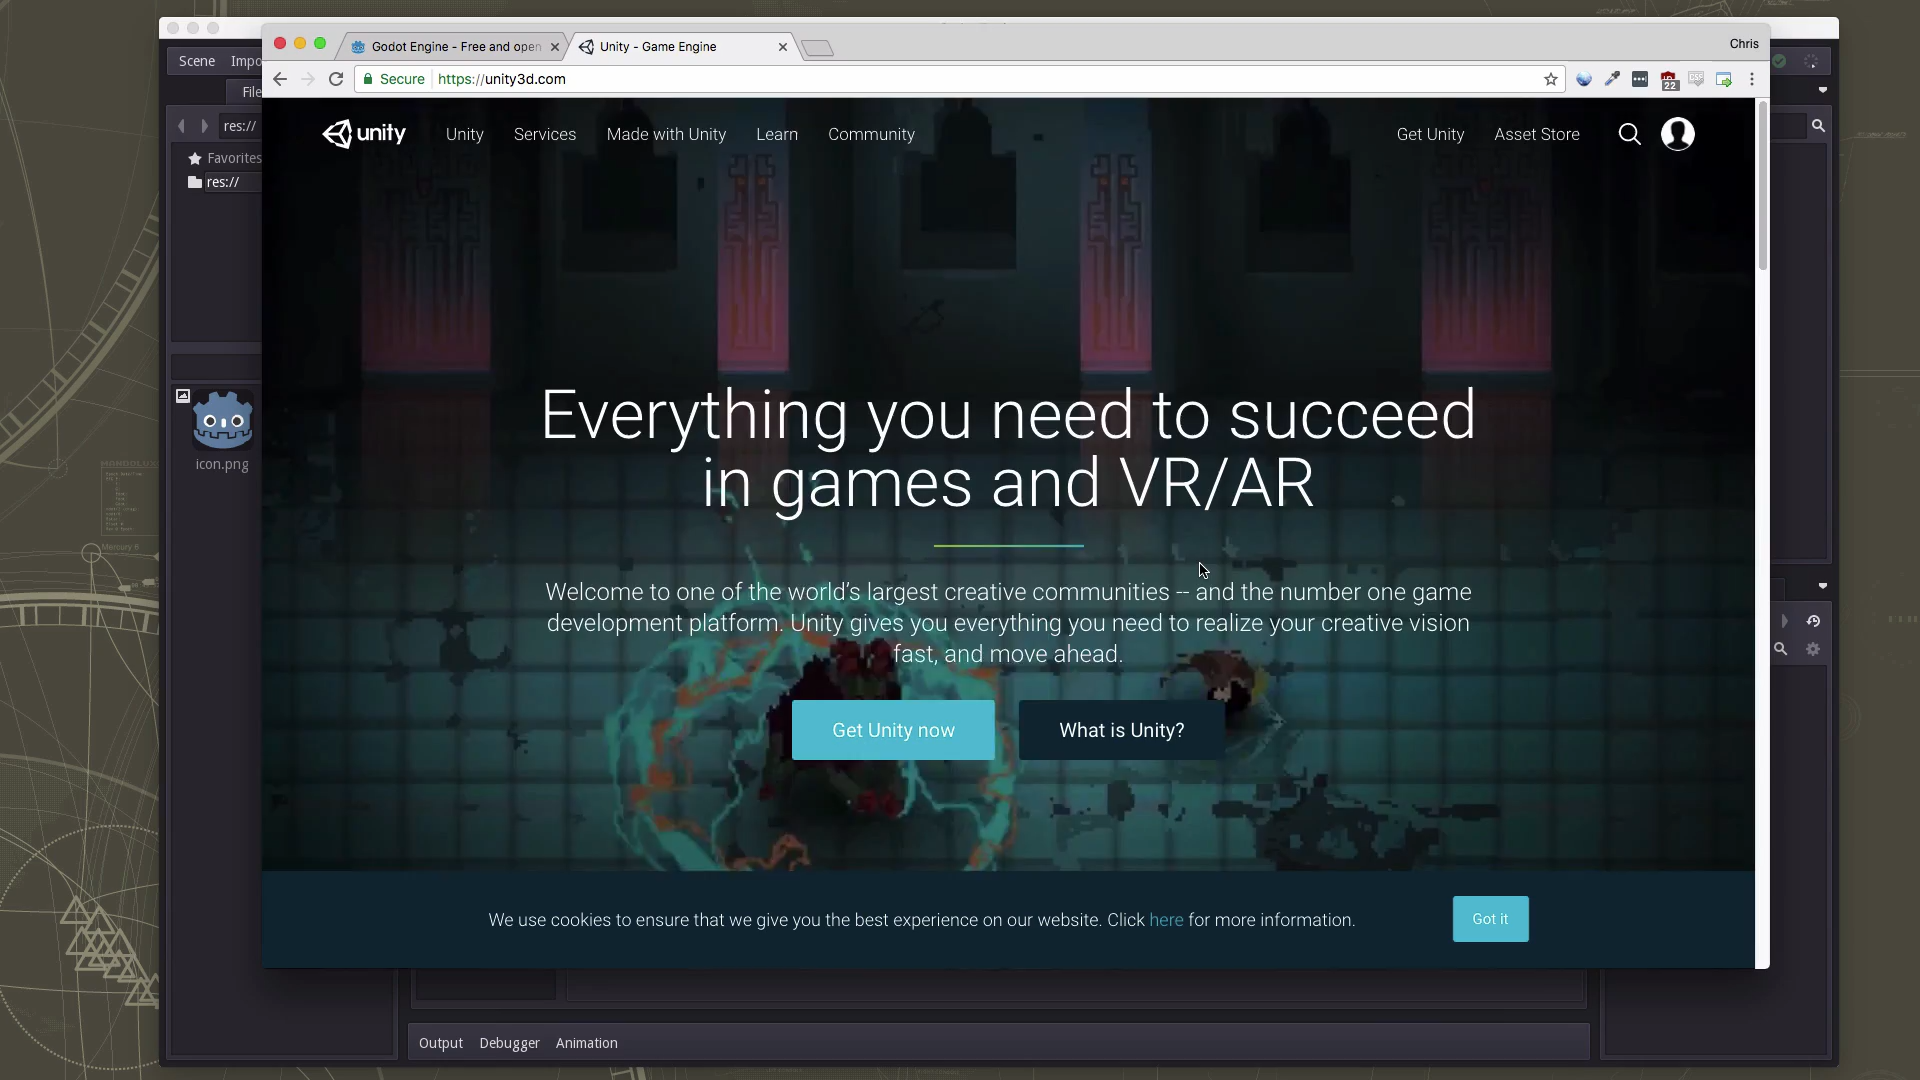 Godot Engine - Free and open
Unity - Game Engine
Chris
Scene Impo
Secure https://unity3d.com
22
File
res://
unity Unity Services Made with Unity Learn Community Get Unity Asset Store
Favorites
res://
icon.png
Everything you need to succeed
in games and VR/AR
Welcome to one of the world’s largest creative communities -- and the number one game
development platform. Unity gives you everything you need to realize your creative vision
fast, and move ahead.
Get Unity now What is Unity?
We use cookies to ensure that we give you the best experience on our website. Click here for more information.
Got it
Output Debugger Animation